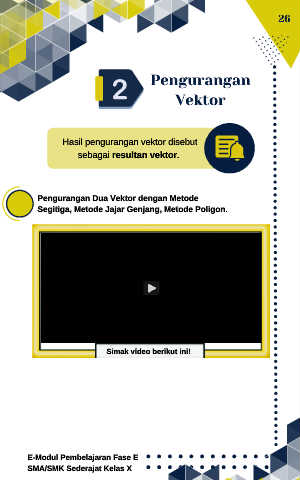 26
2
Pengurangan
Vektor
Hasil pengurangan vektor disebut
sebagai resultan vektor.
Pengurangan Dua Vektor dengan Metode
Segitiga, Metode Jajar Genjang, Metode Poligon.
Simak video berikut ini!
E-Modul Pembelajaran Fase E
SMA/SMK Sederajat Kelas X